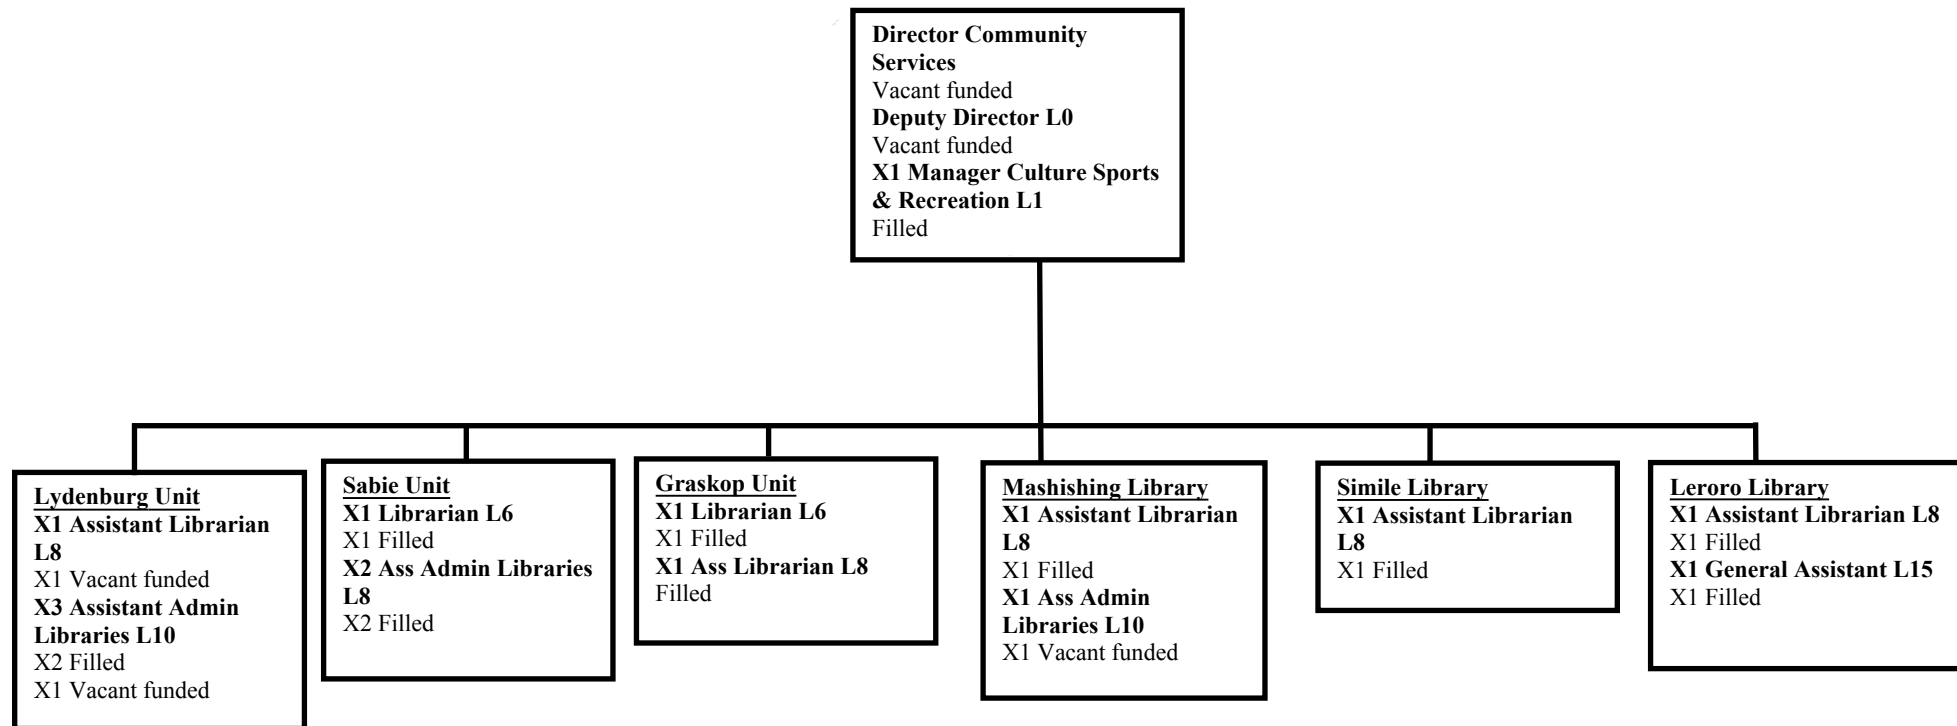 Director Community
Services
Vacant funded
Deputy Director L0
Vacant funded
X1 Manager Culture Sports
& Recreation L1
Filled
Lydenburg Unit
X1 Assistant Librarian
L8
X1 Vacant funded
X3 Assistant Admin
Libraries L10
X2 Filled
X1 Vacant funded
Sabie Unit
X1 Librarian L6
X1 Filled
X2 Ass Admin Libraries
L8
X2 Filled
Graskop Unit
X1 Librarian L6
X1 Filled
X1 Ass Librarian L8
Filled
Mashishing Library
X1 Assistant Librarian
L8
X1 Filled
X1 Ass Admin
Libraries L10
X1 Vacant funded
Simile Library
X1 Assistant Librarian
L8
X1 Filled
Leroro Library
X1 Assistant Librarian L8
X1 Filled
X1 General Assistant L15
X1 Filled